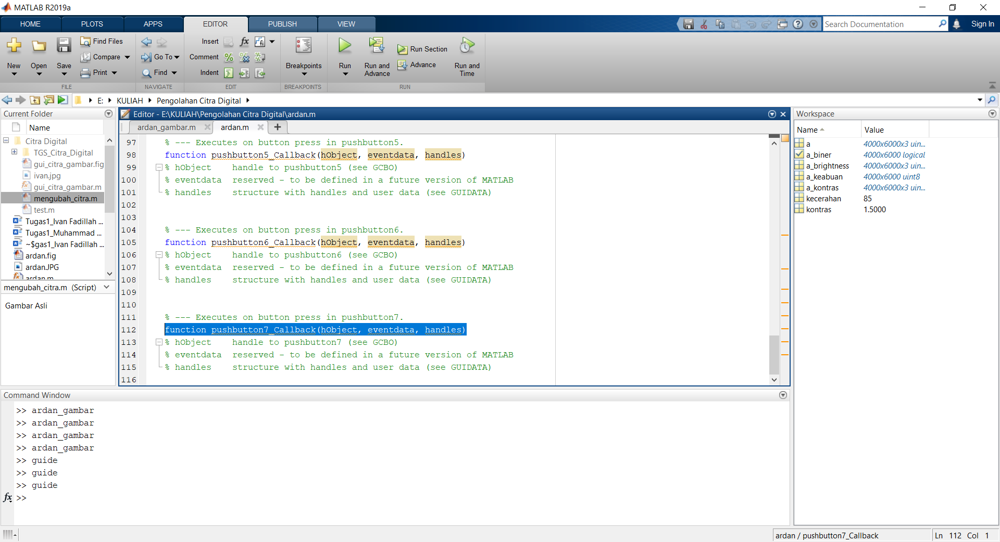 MATLAB R2019a
HOME PLOTS APPS EDITOR PUBLISH VIEW
Search Documentation
Sign In
New
Open
Save
Find Files
Compare
Print
FILE
Go To
Find
NAVIGATE
Insert
Comment
Indent
EDIT
Breakpoints
BREAKPOINTS
Run
Run and Advance
Run Section
Advance
Run and Time
RUN
E: KULIAH Pengolahan Citra Digital
Current Folder
Name
Citra Digital
TGS_Citra_Digital
gui_citra_gambar.fig
ivan.jpg
gui_citra_gambar.m
mengubah_citra.m
test.m
Tugas1_Ivan Fadillah ...
Tugas1_Muhammad ...
~$gas1_Ivan Fadillah ...
ardan.fig
ardan.JPG
ardan.m
mengubah_citra.m (Script)
Gambar Asli
Editor - E:\KULIAH\Pengolahan Citra Digital\ardan.m
ardan_gambar.m ardan.m
97 % --- Executes on button press in pushbutton5.
98 function pushbutton5_Callback(hObject, eventdata, handles)
99 % hObject    handle to pushbutton5 (see GCBO)
100 % eventdata  reserved - to be defined in a future version of MATLAB
101 % handles    structure with handles and user data (see GUIDATA)
102
103
104 % --- Executes on button press in pushbutton6.
105 function pushbutton6_Callback(hObject, eventdata, handles)
106 % hObject    handle to pushbutton6 (see GCBO)
107 % eventdata  reserved - to be defined in a future version of MATLAB
108 % handles    structure with handles and user data (see GUIDATA)
109
110
111 % --- Executes on button press in pushbutton7.
112 function pushbutton7_Callback(hObject, eventdata, handles)
113 % hObject    handle to pushbutton7 (see GCBO)
114 % eventdata  reserved - to be defined in a future version of MATLAB
115 % handles    structure with handles and user data (see GUIDATA)
116
Command Window
>> ardan_gambar
>> ardan_gambar
>> ardan_gambar
>> ardan_gambar
>> guide
>> guide
>> guide
fx >>
Workspace
Name Value
a 4000x6000x3 uin...
a_biner 4000x6000 logical
a_brightness 4000x6000x3 uin...
a_keabuan 4000x6000 uint8
a_kontras 4000x6000x3 uin...
kecerahan 85
kontras 1.5000
ardan / pushbutton7_Callback
Ln 112 Col 1